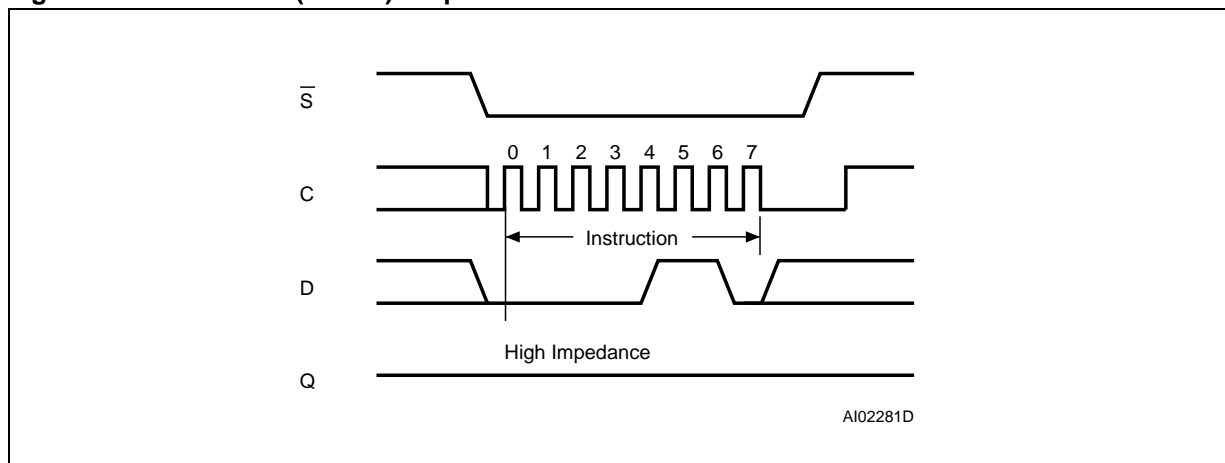 S̅
0 1 2 3 4 5 6 7
C
Instruction
D
High Impedance
Q
AI02281D